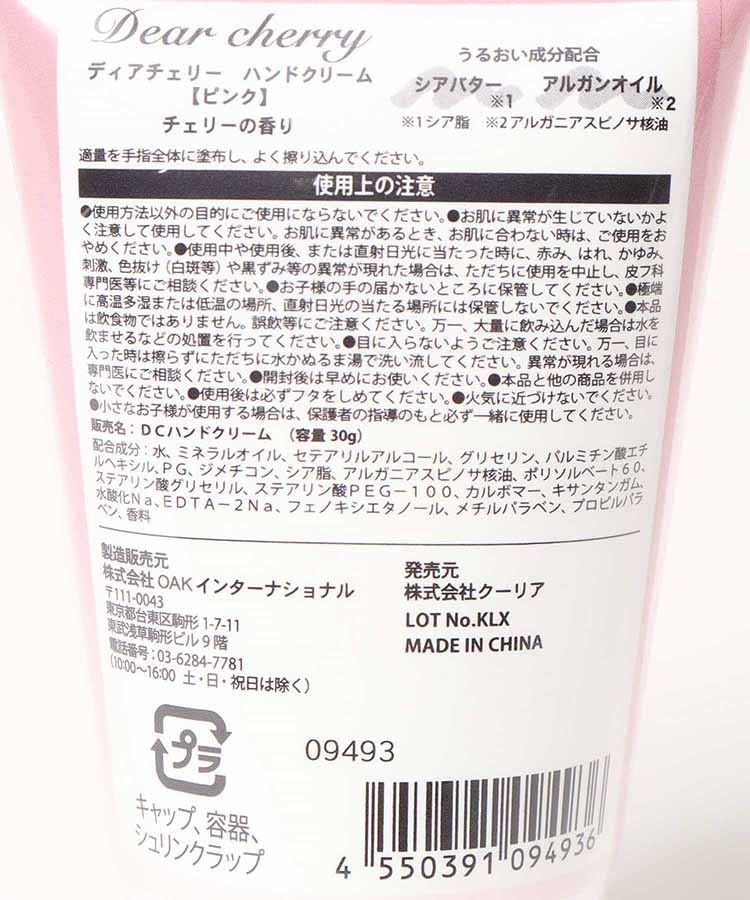 Dear cherry
ディアチェリー　ハンドクリーム
【ピンク】
チェリーの香り
うるおい成分配合
シアバター※1　アルガンオイル※2
※1シア脂　※2アルガニアスピノサ核油
適量を手指全体に塗布し、よく擦り込んでください。
使用上の注意
●使用方法以外の目的にご使用にならないでください。●お肌に異常が生じていないかよ
く注意して使用してください。お肌に異常があるとき、お肌に合わない時は、ご使用をお
やめください。●使用中や使用後、または直射日光に当たった時に、赤み、はれ、かゆみ、
刺激、色抜け（白斑等）や黒ずみ等の異常が現れた場合は、ただちに使用を中止し、皮フ科
専門医等にご相談ください。●お子様の手の届かないところに保管してください。●極端
に高温多湿または低温の場所、直射日光の当たる場所には保管しないでください。●本品
は飲食物ではありません。誤飲等にご注意ください。万一、大量に飲み込んだ場合は水を
飲ませるなどの処置を行ってください。●目に入らないようご注意ください。万一、目に
入った時は擦らずにただちに水かぬるま湯で洗い流してください。異常が現れる場合は、
専門医にご相談ください。●開封後は早めにお使いください。●本品と他の商品を併用し
ないでください。●使用後は必ずフタをしめてください。●火気に近づけないでください。
●小さなお子様が使用する場合は、保護者の指導のもと必ず一緒に使用してください。
販売名：DCハンドクリーム　（容量 30g）
配合成分：水、ミネラルオイル、セテアリルアルコール、グリセリン、パルミチン酸エチ
ルヘキシル、PG、ジメチコン、シア脂、アルガニアスピノサ核油、ポリソルベート60、
ステアリン酸グリセリル、ステアリン酸PEG－100、カルボマー、キサンタンガム、
水酸化Na、EDTA－2Na、フェノキシエタノール、メチルパラベン、プロピルパラ
ベン、香料
製造販売元
株式会社 OAK インターナショナル
〒111-0043
東京都台東区駒形 1-7-11
東武浅草駒形ビル 9 階
電話番号：03-6284-7781
（10:00～16:00　土・日・祝日は除く）
発売元
株式会社クーリア
LOT No.KLX
MADE IN CHINA
プラ
キャップ、容器、
シュリンクラップ
09493
4 550391 094936